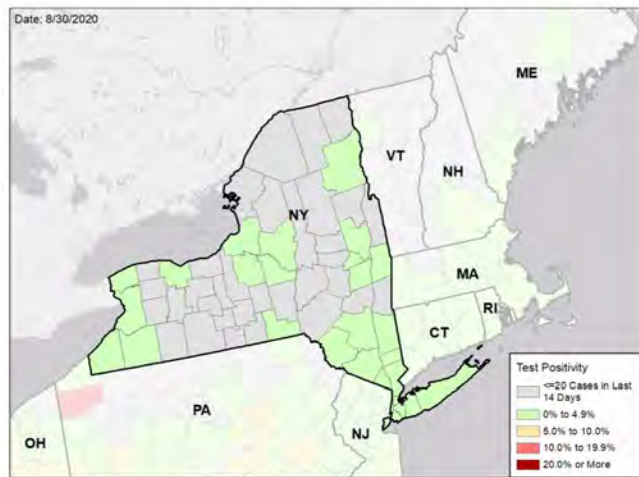 Date: 8/30/2020
ME
VT
NH
NY
MA
CT
RI
PA
NJ
OH
Test Positivity
<=20 Cases in Last
14 Days
0% to 4.9%
5.0% to 10.0%
10.0% to 19.9%
20.0% or More